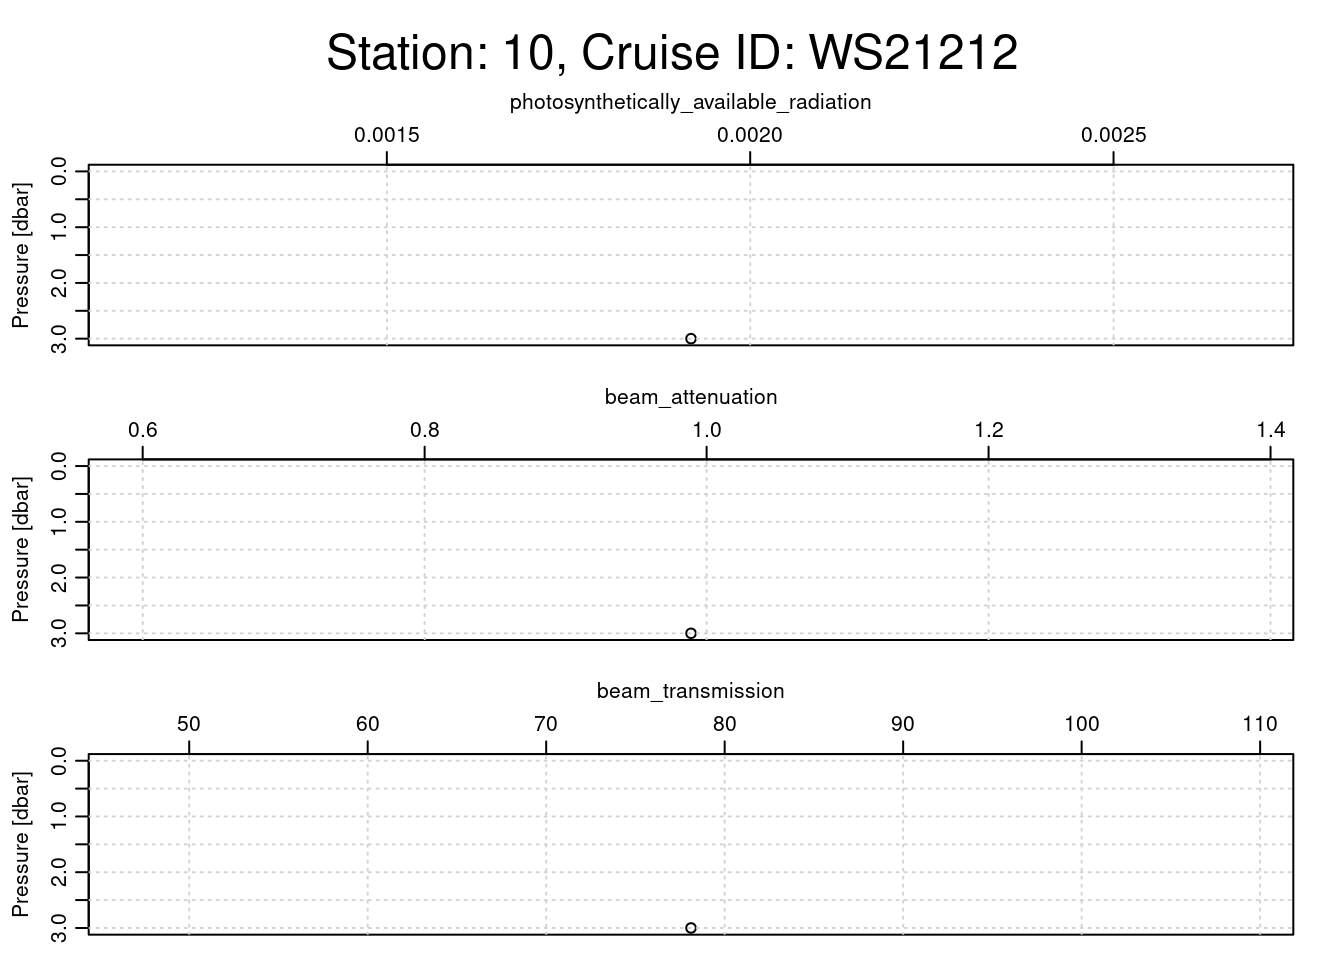 Station: 10, Cruise ID: WS21212
photosynthetically_available_radiation
0.0015 0.0020 0.0025
Pressure [dbar]
0.0
1.0
2.0
3.0
beam_attenuation
0.6 0.8 1.0 1.2 1.4
Pressure [dbar]
0.0
1.0
2.0
3.0
beam_transmission
50 60 70 80 90 100 110
Pressure [dbar]
0.0
1.0
2.0
3.0